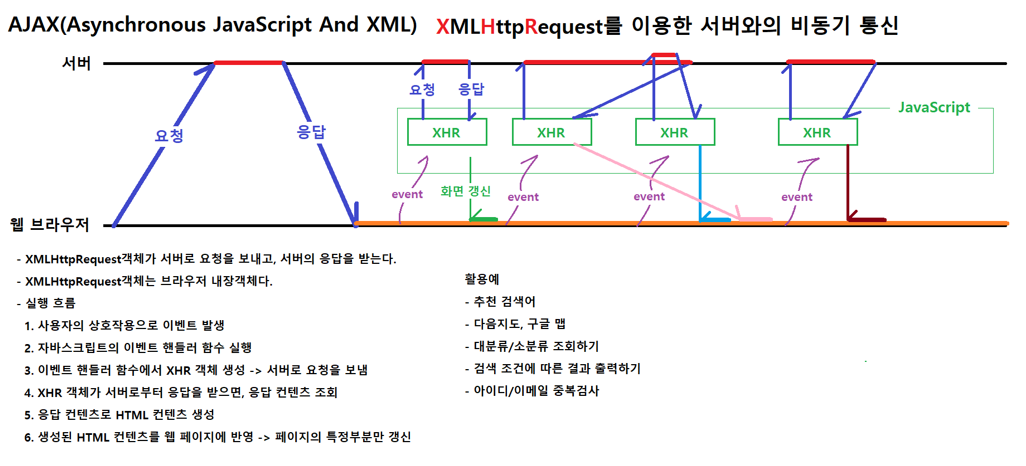 AJAX(Asynchronous JavaScript And XML) XMLHttpRequest를 이용한 서버와의 비동기 통신
서버
요청
응답
요청
응답
JavaScript
XHR
XHR
XHR
XHR
event
화면 갱신
event
event
event
웹 브라우저
- XMLHttpRequest객체가 서버로 요청을 보내고, 서버의 응답을 받는다.
- XMLHttpRequest객체는 브라우저 내장객체다.
- 실행 흐름
1. 사용자의 상호작용으로 이벤트 발생
2. 자바스크립트의 이벤트 핸들러 함수 실행
3. 이벤트 핸들러 함수에서 XHR 객체 생성 -> 서버로 요청을 보냄
4. XHR 객체가 서버로부터 응답을 받으면, 응답 컨텐츠 조회
5. 응답 컨텐츠로 HTML 컨텐츠 생성
6. 생성된 HTML 컨텐츠를 웹 페이지에 반영 -> 페이지의 특정부분만 갱신
활용예
- 추천 검색어
- 다음지도, 구글 맵
- 대분류/소분류 조회하기
- 검색 조건에 따른 결과 출력하기
- 아이디/이메일 중복검사